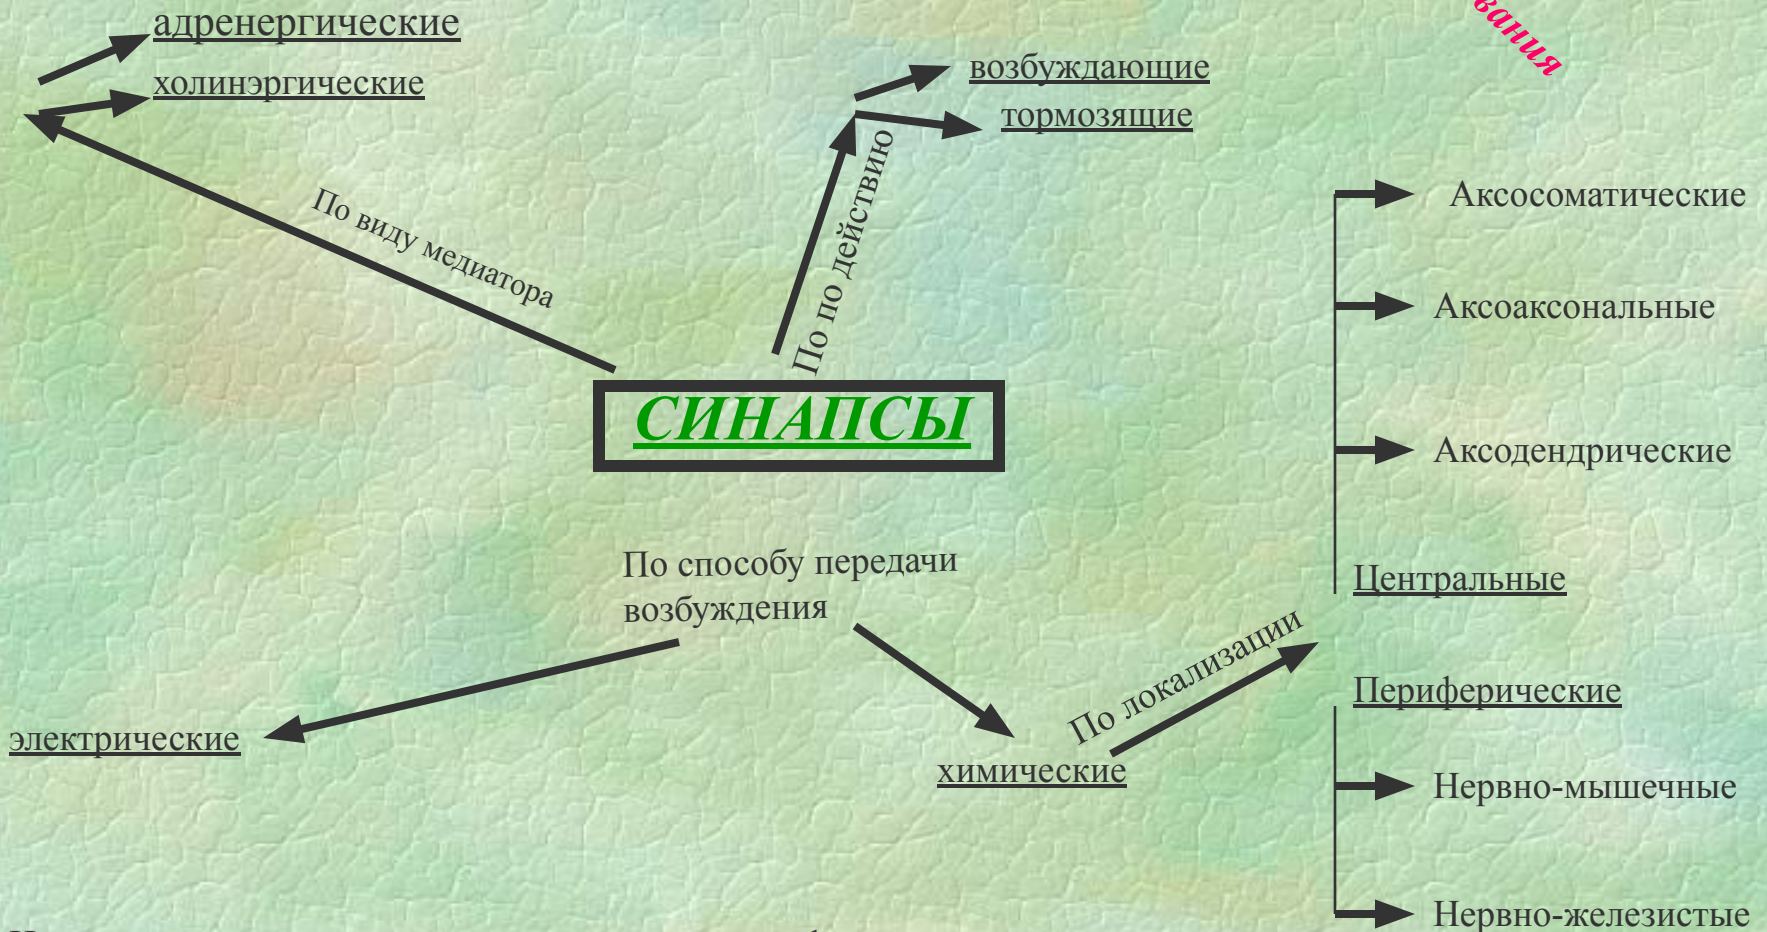 адренергические
холинэргические
возбуждающие
тормозящие
По виду медиатора
По по действию
СИНАПСЫ
Аксосоматические
Аксоаксональные
Аксодендрические
Центральные
По способу передачи
возбуждения
По локализации
Периферические
электрические
химические
Нервно-мышечные
Нервно-железистые